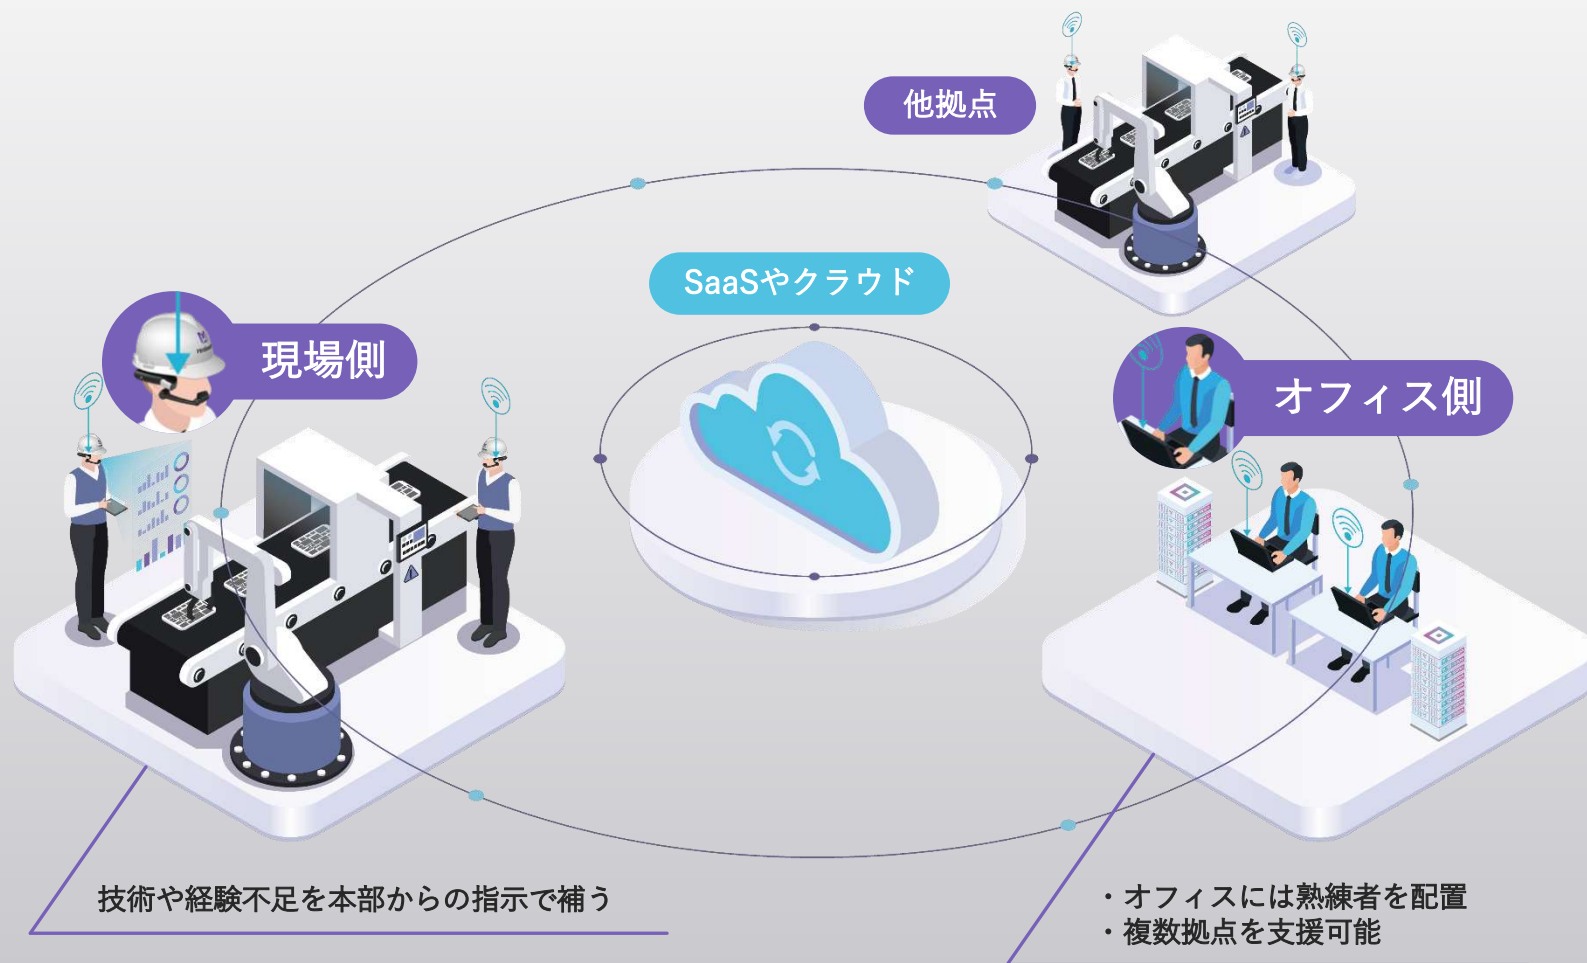 他拠点
SaaSやクラウド
現場側
オフィス側
技術や経験不足を本部からの指示で補う
・オフィスには熟練者を配置
・複数拠点を支援可能